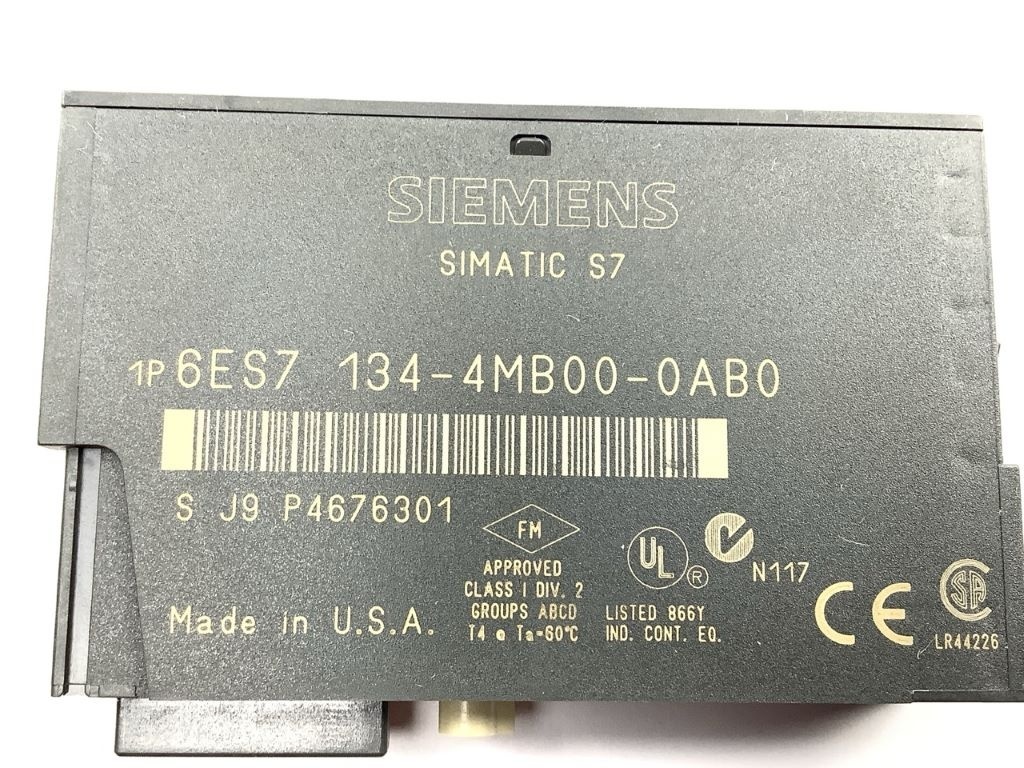 SIEMENS
SIMATIC S7
1P 6ES7 134-4MB00-0AB0
S J9 P4676301
FM
APPROVED
CLASS I DIV. 2
GROUPS ABCD
T4 @ Ta=60°C
Made in U.S.A.
UL ®
LISTED 866Y
IND. CONT. EQ.
N117
CE
SA
LR44226